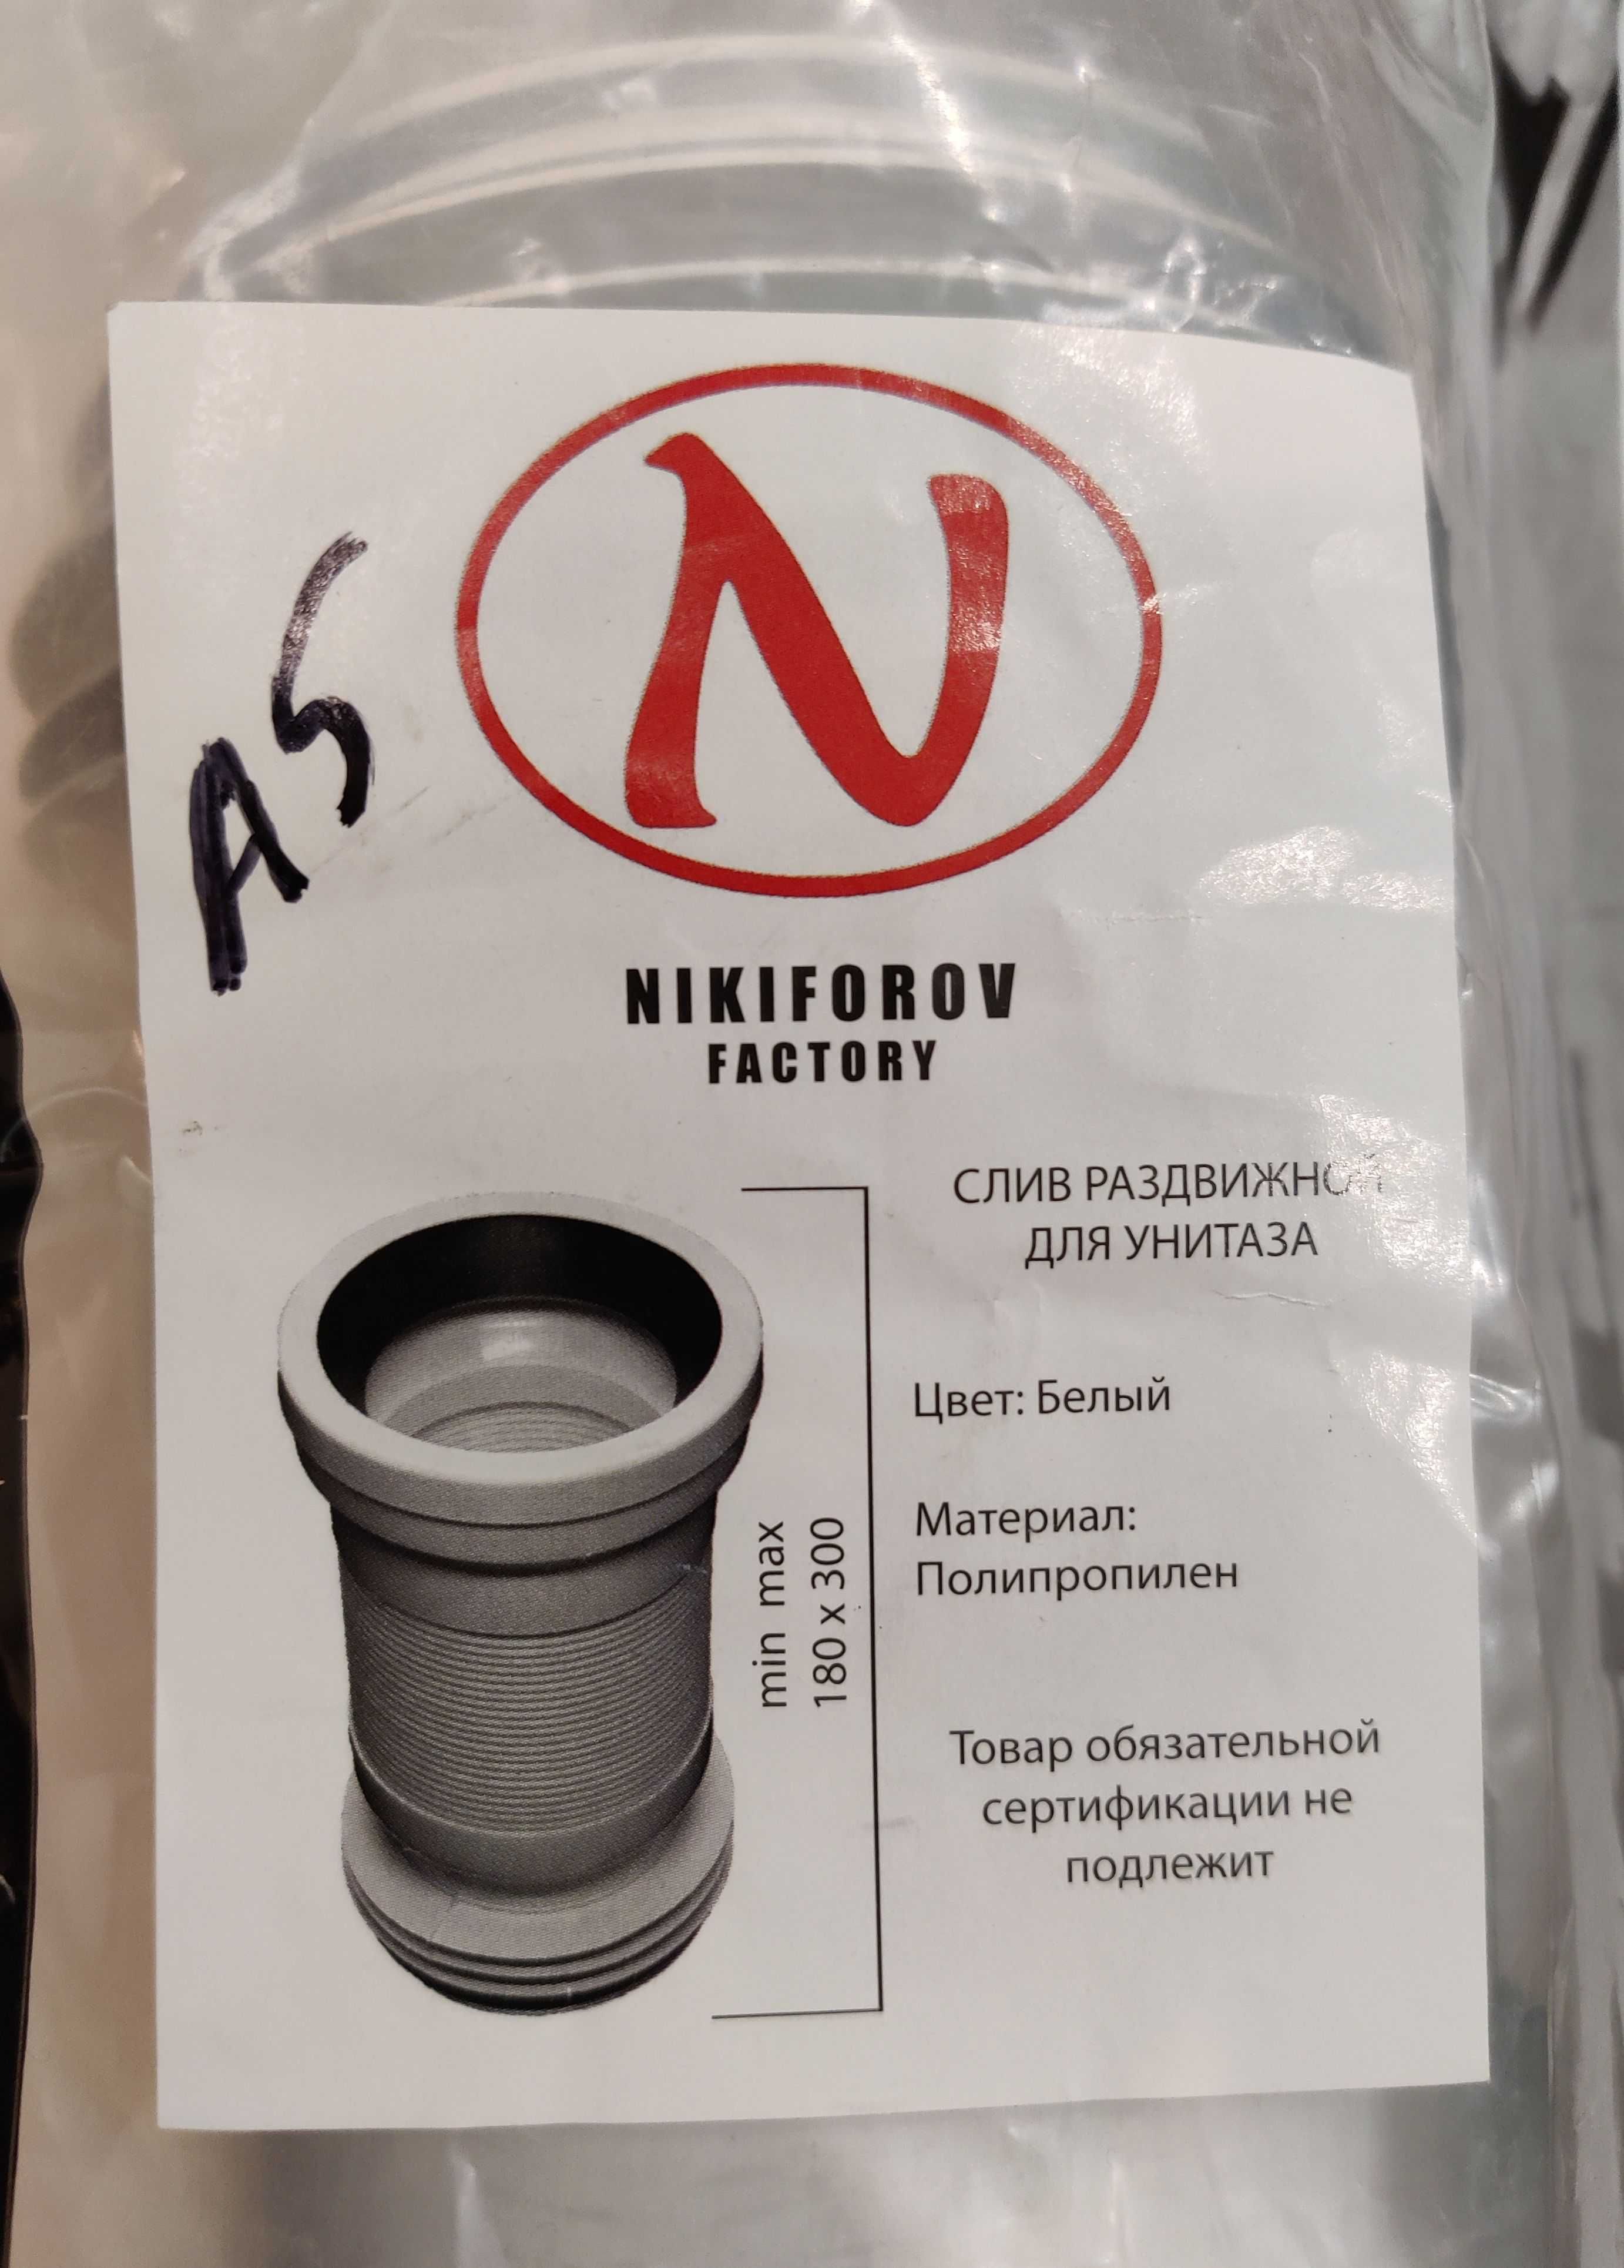 N
A5
NIKIFOROV
FACTORY
СЛИВ РАЗДВИЖНОЙ
ДЛЯ УНИТАЗА
Цвет: Белый
Материал:
Полипропилен
min max
180 x 300
Товар обязательной
сертификации не
подлежит